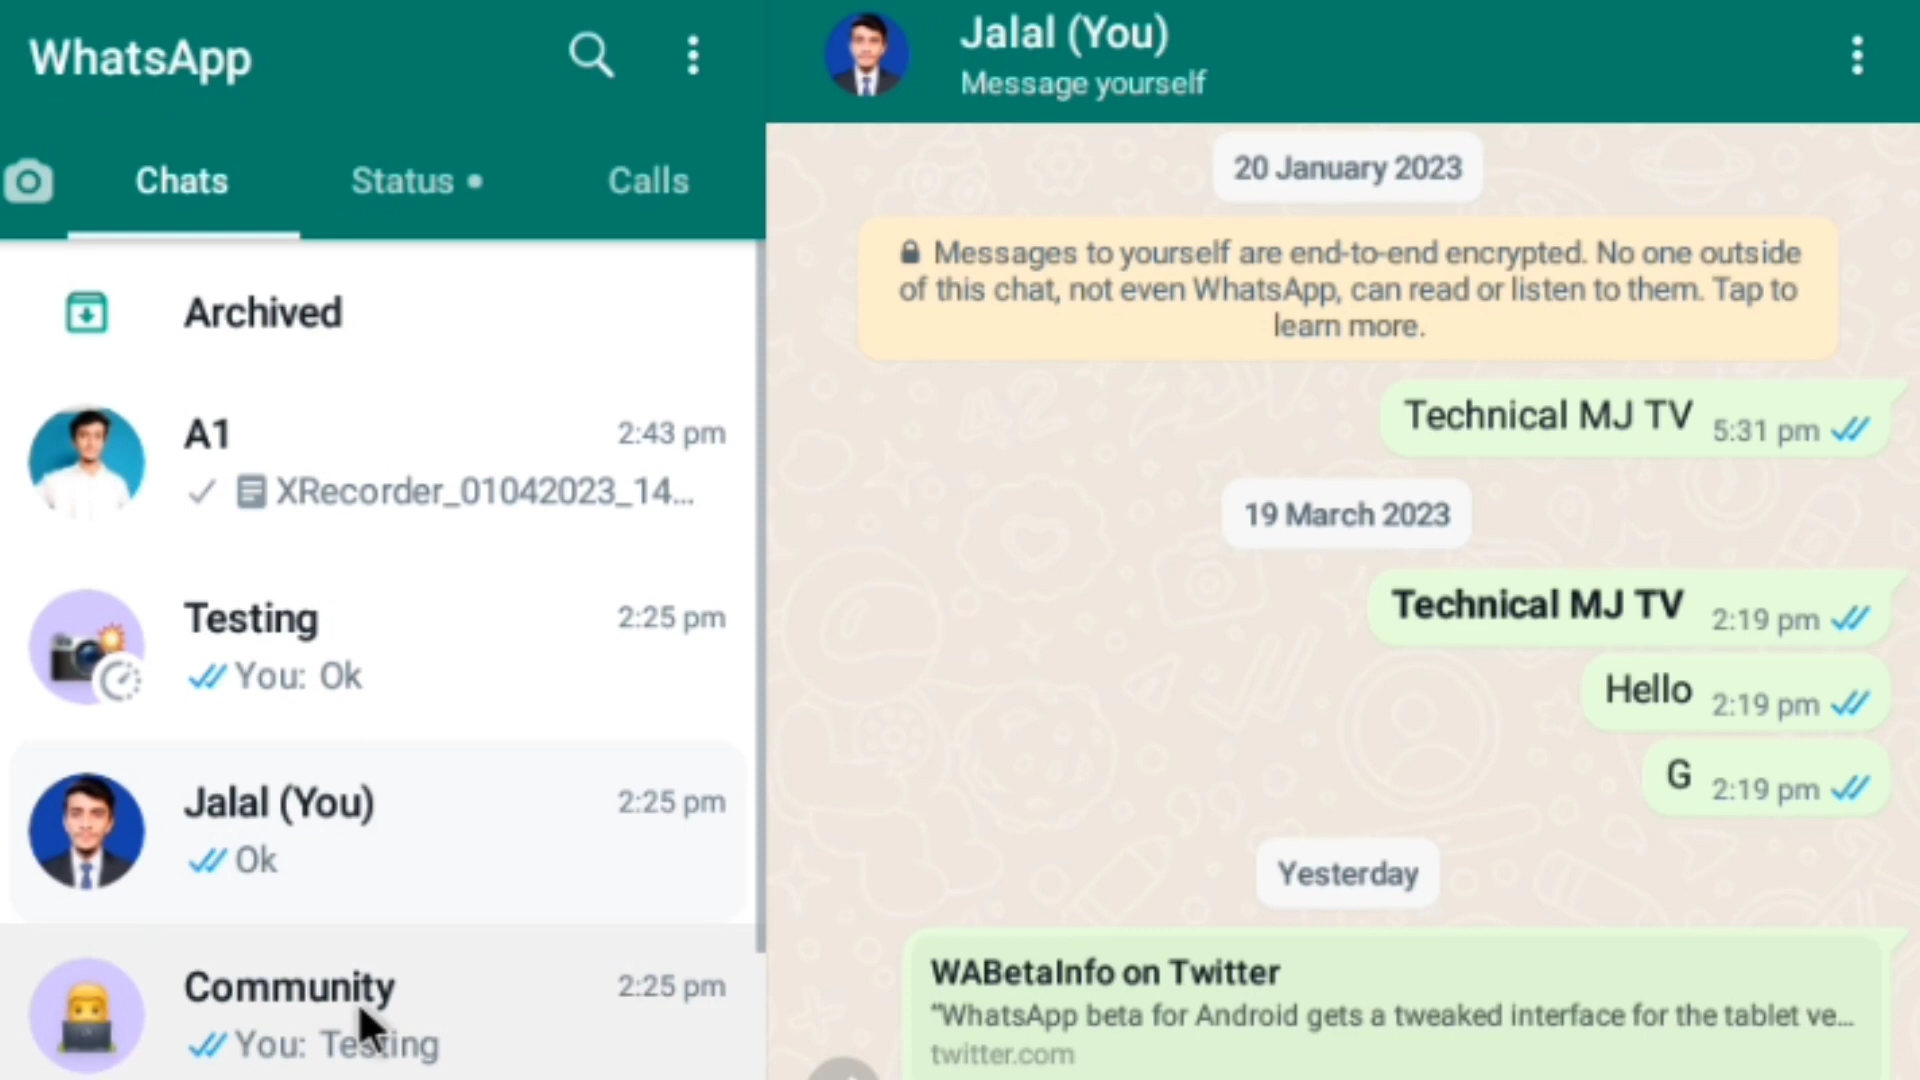 WhatsApp
Chats
Status
Calls
Archived
A1
2:43 pm
XRecorder_01042023_14...
Testing
2:25 pm
You: Ok
Jalal (You)
2:25 pm
Ok
Community
2:25 pm
You: Testing
Jalal (You)
Message yourself
20 January 2023
Messages to yourself are end-to-end encrypted. No one outside
of this chat, not even WhatsApp, can read or listen to them. Tap to
learn more.
Technical MJ TV 5:31 pm
19 March 2023
Technical MJ TV 2:19 pm
Hello 2:19 pm
G 2:19 pm
Yesterday
WABetaInfo on Twitter
“WhatsApp beta for Android gets a tweaked interface for the tablet ve...
twitter.com